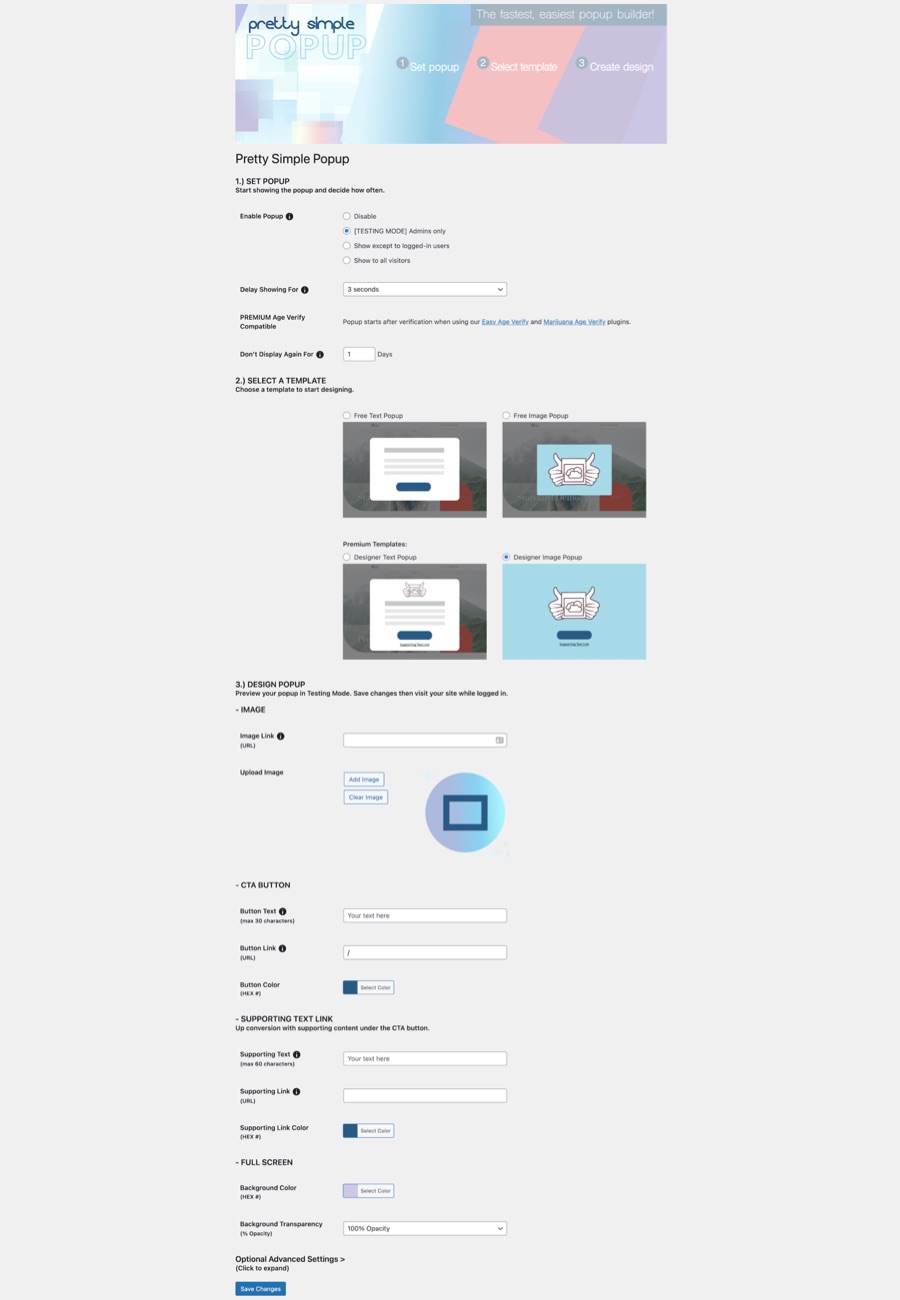 pretty simple
POPUP
The fastest, easiest popup builder!
1 Set popup
2 Select template
3 Create design
Pretty Simple Popup
1.) SET POPUP
Start showing the popup and decide how often.
Enable Popup
Disable
[TESTING MODE] Admins only
Show except to logged-in users
Show to all visitors
Delay Showing For
3 seconds
PREMIUM Age Verify
Compatible
Popup starts after verification when using our Easy Age Verify and Marijuana Age Verify plugins.
Don't Display Again For
1 Days
2.) SELECT A TEMPLATE
Choose a template to start designing.
Free Text Popup
Free Image Popup
Premium Templates:
Designer Text Popup
Designer Image Popup
Supporting Text Link
Supporting Text Link
3.) DESIGN POPUP
Preview your popup in Testing Mode. Save changes then visit your site while logged in.
- IMAGE
Image Link
(URL)
Upload Image
Add Image
Clear Image
- CTA BUTTON
Button Text
(max 30 characters)
Your text here
Button Link
(URL)
/
Button Color
(HEX #)
Select Color
- SUPPORTING TEXT LINK
Up conversion with supporting content under the CTA button.
Supporting Text
(max 60 characters)
Your text here
Supporting Link
(URL)
Supporting Link Color
(HEX #)
Select Color
- FULL SCREEN
Background Color
(HEX #)
Select Color
Background Transparency
(% Opacity)
100% Opacity
Optional Advanced Settings >
(Click to expand)
Save Changes